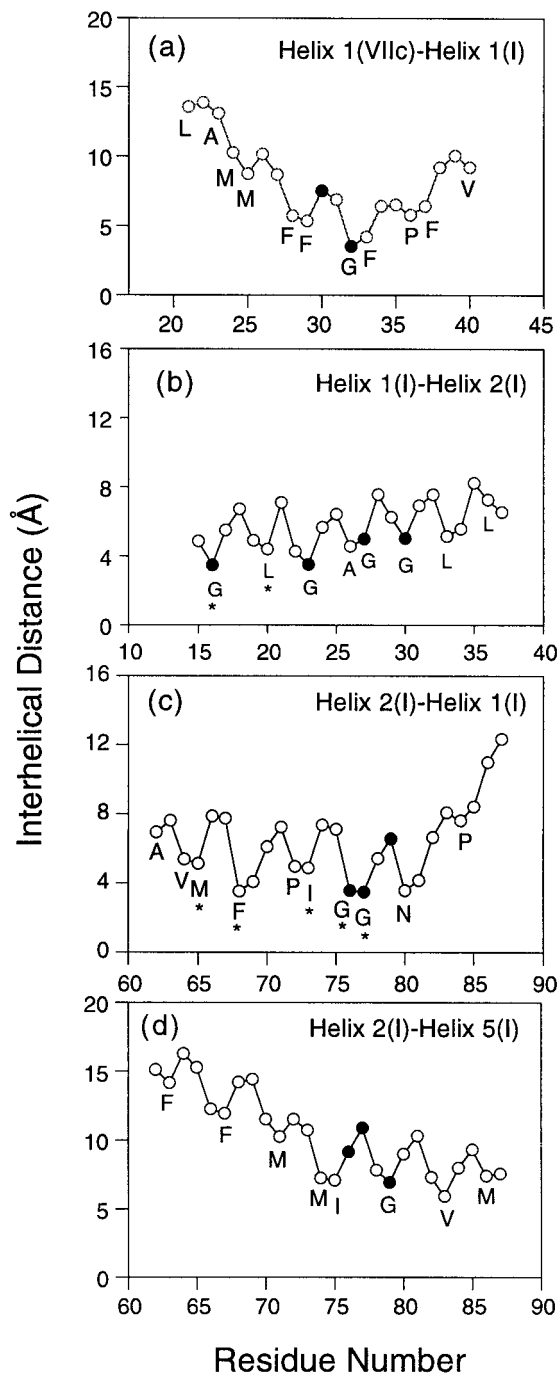 Interhelical Distance (Å)
(a) Helix 1(VIIc)-Helix 1(I)
20
15
10
5
0
L A M M F F G F P F V
20 25 30 35 40 45
(b) Helix 1(I)-Helix 2(I)
16
12
8
4
0
G L G A G G L L
* *
10 15 20 25 30 35 40
(c) Helix 2(I)-Helix 1(I)
16
12
8
4
0
A V M F P I G G N P
* * * * *
60 65 70 75 80 85 90
(d) Helix 2(I)-Helix 5(I)
20
15
10
5
0
F F M M I G V M
60 65 70 75 80 85 90
Residue Number